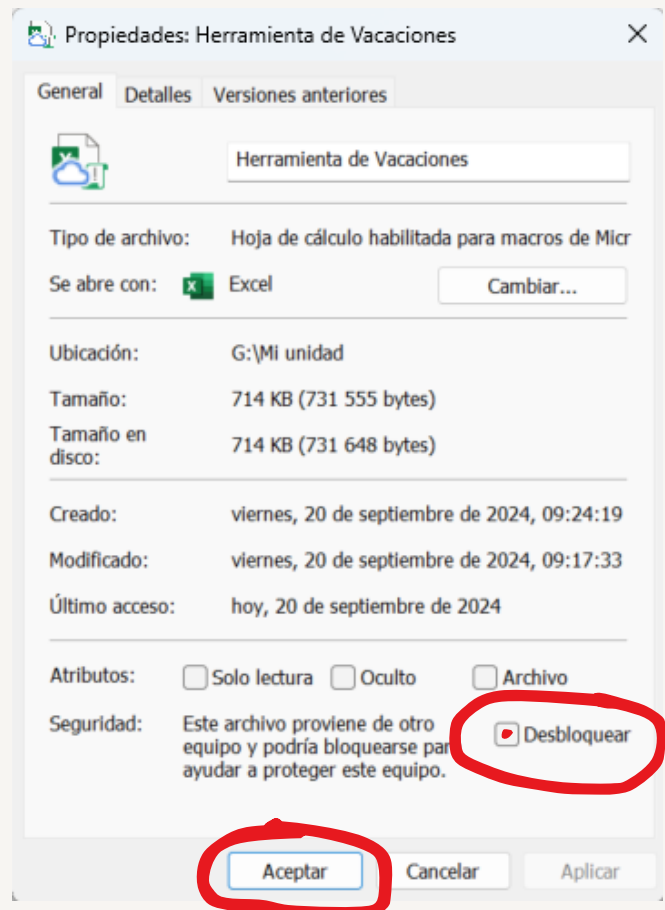 Propiedades: Herramienta de Vacaciones
General Detalles Versiones anteriores
Herramienta de Vacaciones
Tipo de archivo: Hoja de cálculo habilitada para macros de Micr
Se abre con: Excel Cambiar...
Ubicación: G:\Mi unidad
Tamaño: 714 KB (731 555 bytes)
Tamaño en
disco: 714 KB (731 648 bytes)
Creado: viernes, 20 de septiembre de 2024, 09:24:19
Modificado: viernes, 20 de septiembre de 2024, 09:17:33
Último acceso: hoy, 20 de septiembre de 2024
Atributos: Solo lectura Oculto Archivo
Seguridad: Este archivo proviene de otro
equipo y podría bloquearse par
ayudar a proteger este equipo.
Desbloquear
Aceptar Cancelar Aplicar